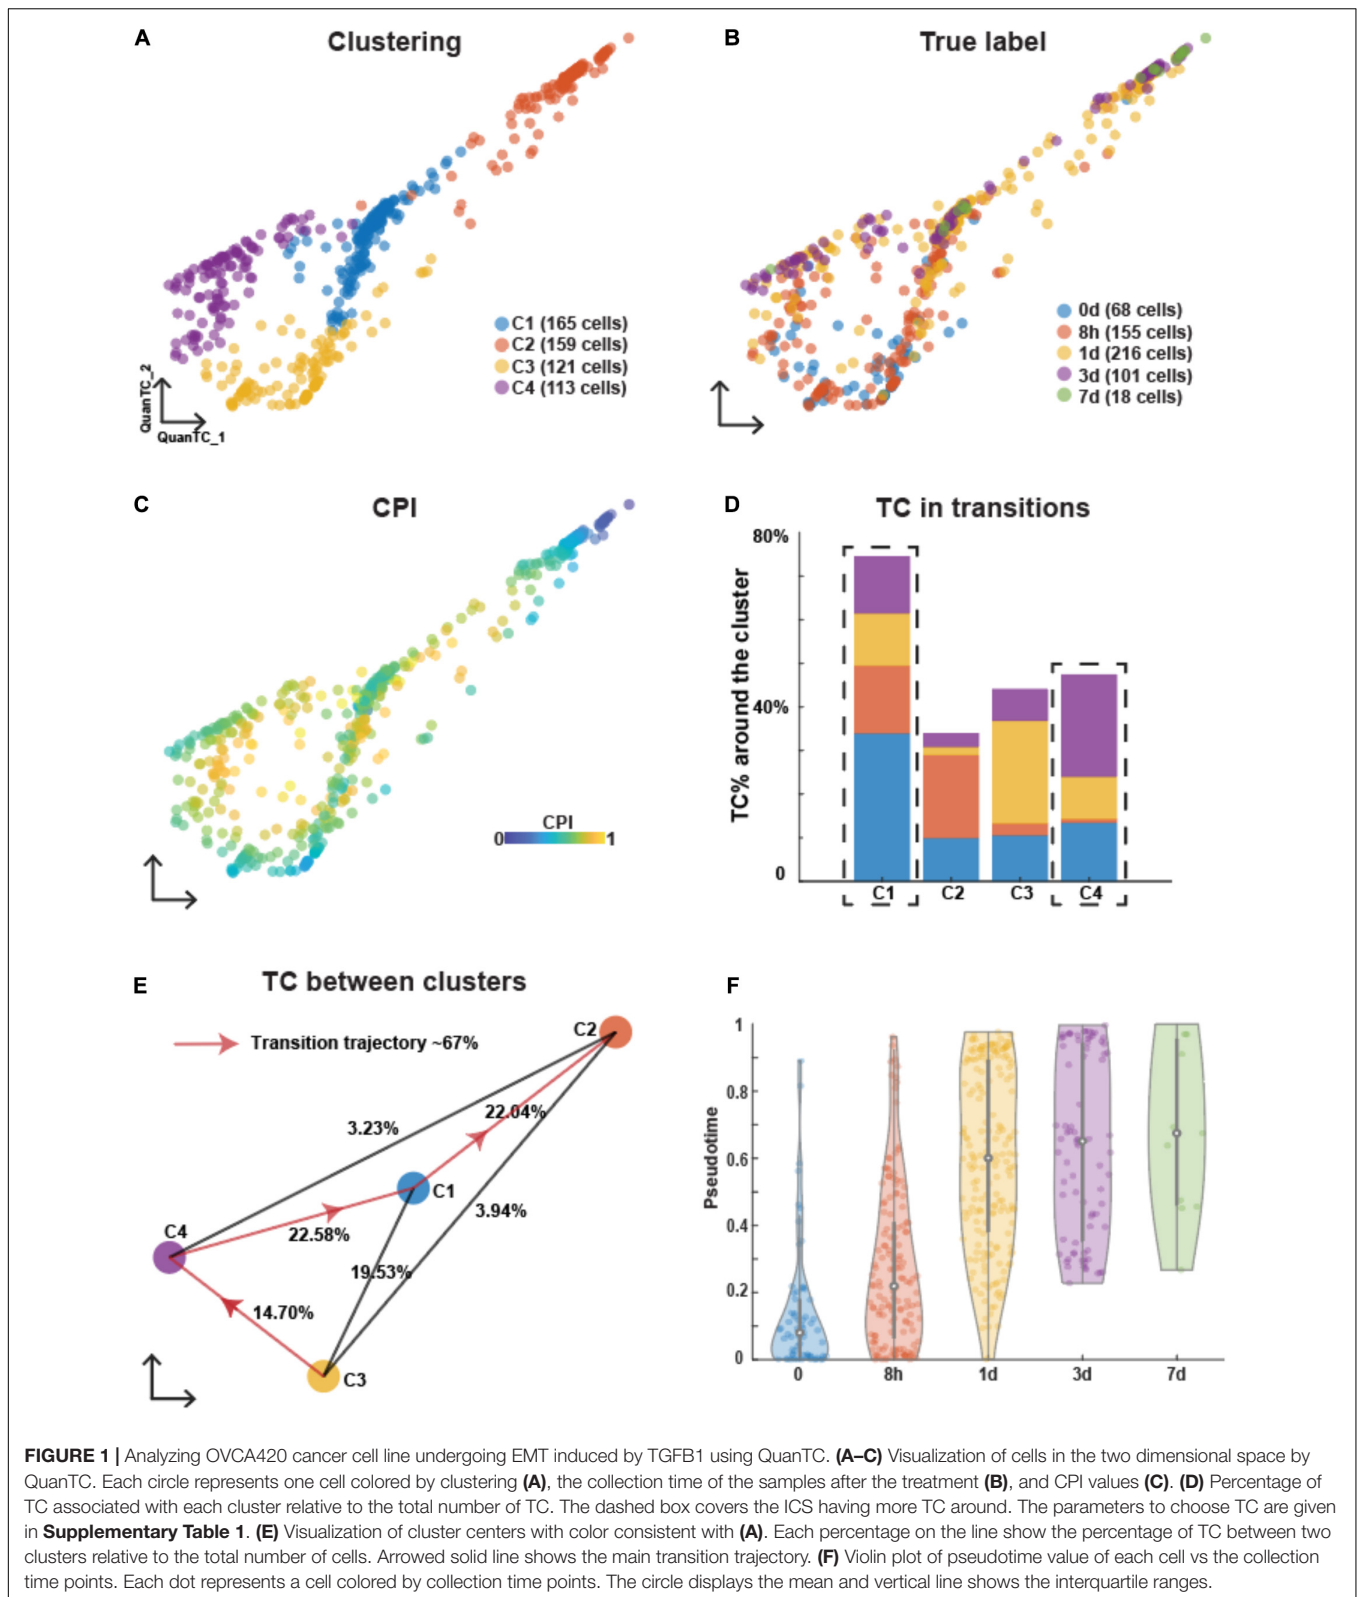 A
Clustering
C1 (165 cells)
C2 (159 cells)
C3 (121 cells)
C4 (113 cells)
QuanTC_2
QuanTC_1
B
True label
0d (68 cells)
8h (155 cells)
1d (216 cells)
3d (101 cells)
7d (18 cells)
C
CPI
CPI
0
1
D
TC in transitions
TC% around the cluster
80%
40%
0
C1
C2
C3
C4
E
TC between clusters
Transition trajectory ~67%
C2
22.04%
3.23%
C1
3.94%
C4
22.58%
19.53%
14.70%
C3
F
Pseudotime
1
0.8
0.6
0.4
0.2
0
0
8h
1d
3d
7d
FIGURE 1 | Analyzing OVCA420 cancer cell line undergoing EMT induced by TGFB1 using QuanTC. (A–C) Visualization of cells in the two dimensional space by
QuanTC. Each circle represents one cell colored by clustering (A), the collection time of the samples after the treatment (B), and CPI values (C). (D) Percentage of
TC associated with each cluster relative to the total number of TC. The dashed box covers the ICS having more TC around. The parameters to choose TC are given
in Supplementary Table 1. (E) Visualization of cluster centers with color consistent with (A). Each percentage on the line show the percentage of TC between two
clusters relative to the total number of cells. Arrowed solid line shows the main transition trajectory. (F) Violin plot of pseudotime value of each cell vs the collection
time points. Each dot represents a cell colored by collection time points. The circle displays the mean and vertical line shows the interquartile ranges.